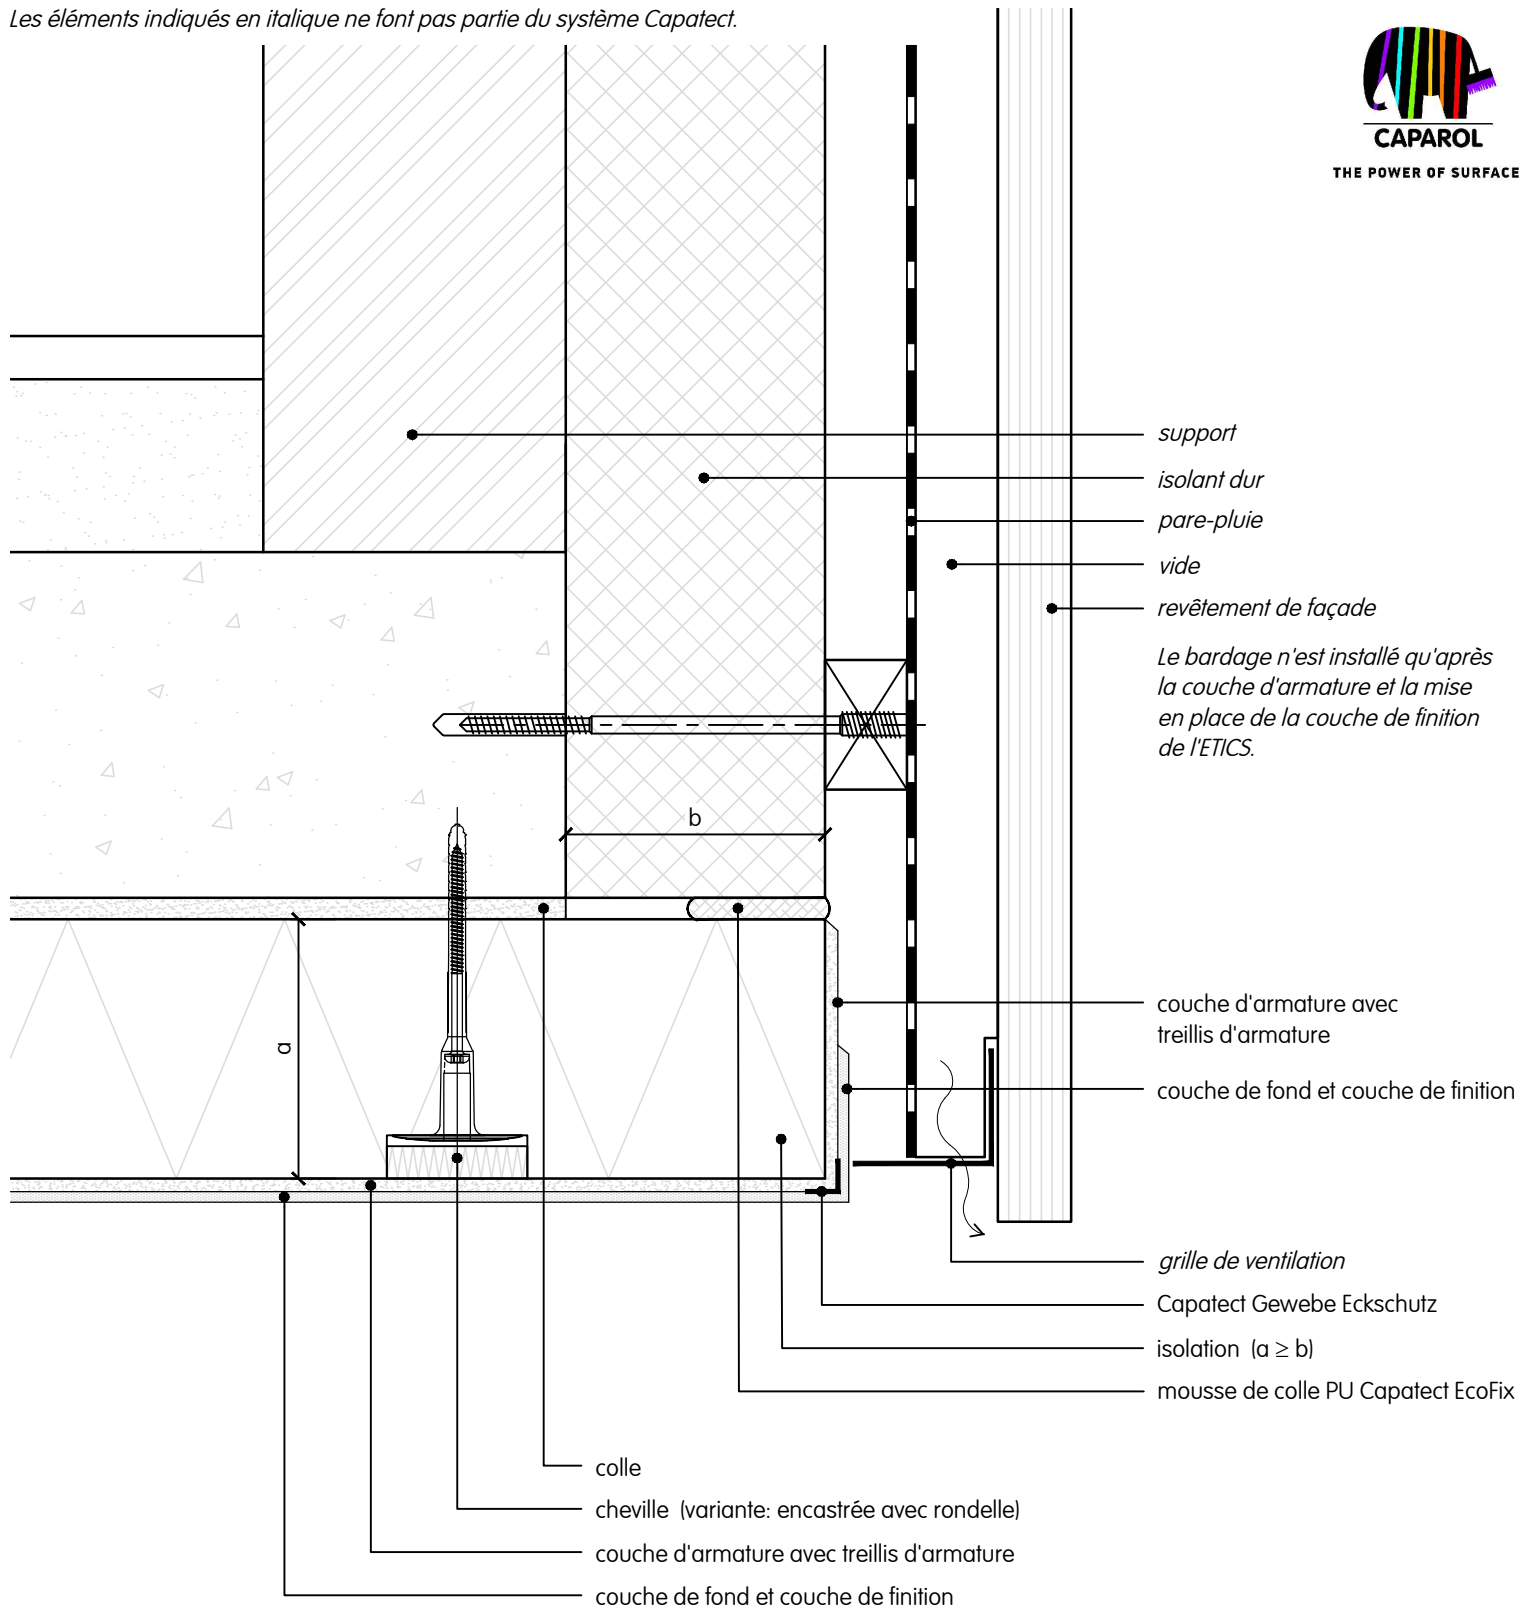 Les éléments indiqués en italique ne font pas partie du système Capatect.
CAPAROL
THE POWER OF SURFACE
support
isolant dur
pare-pluie
vide
revêtement de façade
Le bardage n'est installé qu'après
la couche d'armature et la mise
en place de la couche de finition
de l'ETICS.
b
a
couche d'armature avec
treillis d'armature
couche de fond et couche de finition
grille de ventilation
Capatect Gewebe Eckschutz
isolation (a ≥ b)
mousse de colle PU Capatect EcoFix
colle
cheville (variante: encastrée avec rondelle)
couche d'armature avec treillis d'armature
couche de fond et couche de finition